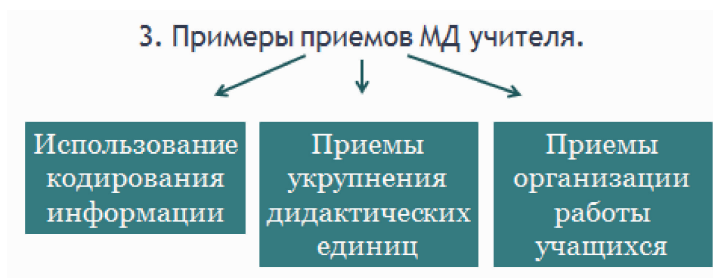 3. Примеры приемов МД учителя.
Использование
кодирования
информации
Приемы
укрупнения
дидактических
единиц
Приемы
организации
работы
учащихся